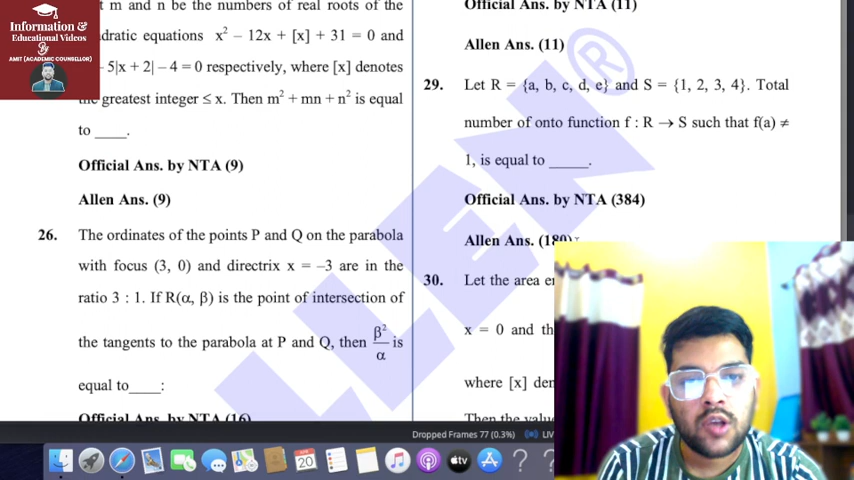 Information &
Educational Videos
By
AMIT (ACADEMIC COUNSELLOR)
t m and n be the numbers of real roots of the
dratic equations x² – 12x + [x] + 31 = 0 and
– 5|x + 2| – 4 = 0 respectively, where [x] denotes
the greatest integer ≤ x. Then m² + mn + n² is equal
to ____.
Official Ans. by NTA (9)
Allen Ans. (9)
26. The ordinates of the points P and Q on the parabola
with focus (3, 0) and directrix x = –3 are in the
ratio 3 : 1. If R(α, β) is the point of intersection of
the tangents to the parabola at P and Q, then β²/α is
equal to____:
Official Ans. by NTA (16)
Official Ans. by NTA (11)
Allen Ans. (11)
29. Let R = {a, b, c, d, e} and S = {1, 2, 3, 4}. Total
number of onto function f : R → S such that f(a) ≠
1, is equal to _____.
Official Ans. by NTA (384)
Allen Ans. (180)
30. Let the area e
x = 0 and th
where [x] den
Then the valu
LLEN®
Dropped Frames 77 (0.3%) LIV
20
tv